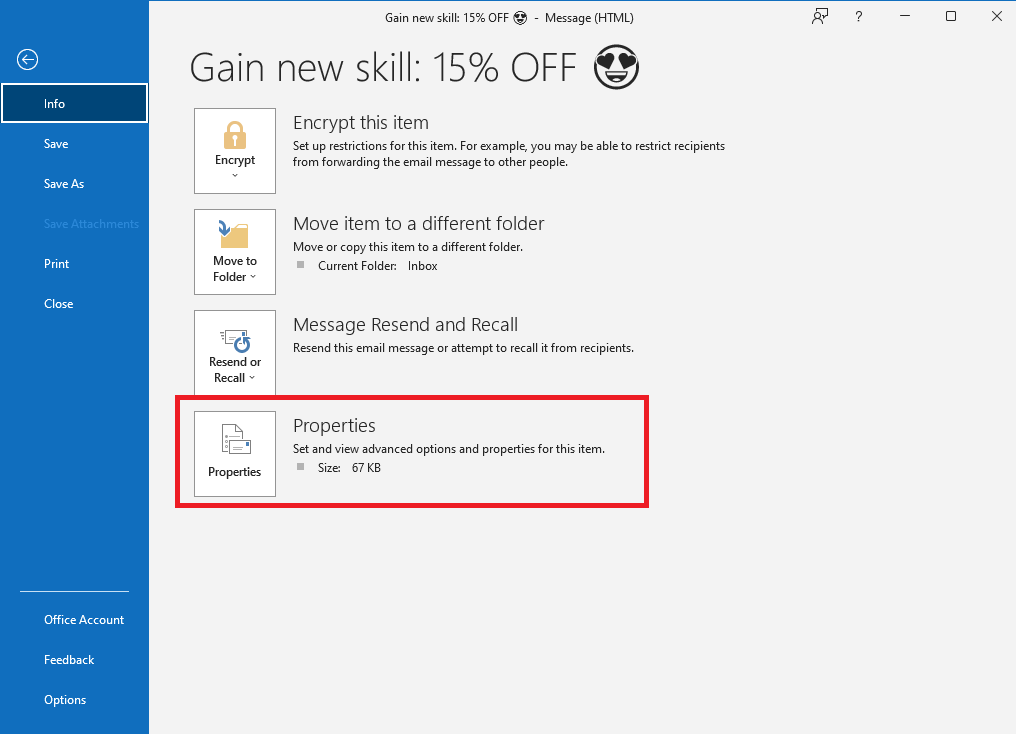 Gain new skill: 15% OFF 😍 - Message (HTML)
?
Gain new skill: 15% OFF 😍
Info
Save
Save As
Save Attachments
Print
Close
Office Account
Feedback
Options
Encrypt
Encrypt this item
Set up restrictions for this item. For example, you may be able to restrict recipients
from forwarding the email message to other people.
Move to
Folder
Move item to a different folder
Move or copy this item to a different folder.
Current Folder: Inbox
Resend or
Recall
Message Resend and Recall
Resend this email message or attempt to recall it from recipients.
Properties
Properties
Set and view advanced options and properties for this item.
Size: 67 KB